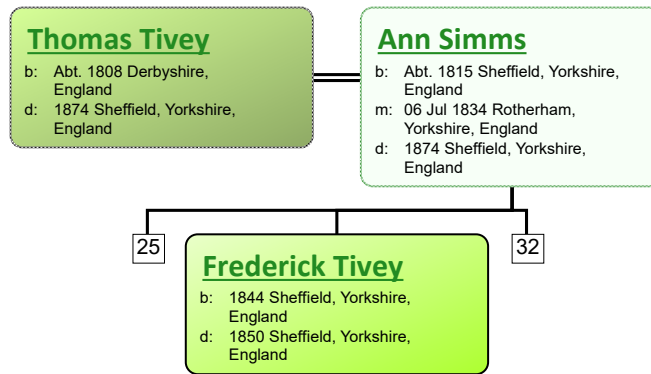 Thomas Tivey
b: Abt. 1808 Derbyshire,
England
d: 1874 Sheffield, Yorkshire,
England
Ann Simms
b: Abt. 1815 Sheffield, Yorkshire,
England
m: 06 Jul 1834 Rotherham,
Yorkshire, England
d: 1874 Sheffield, Yorkshire,
England
25
Frederick Tivey
b: 1844 Sheffield, Yorkshire,
England
d: 1850 Sheffield, Yorkshire,
England
32